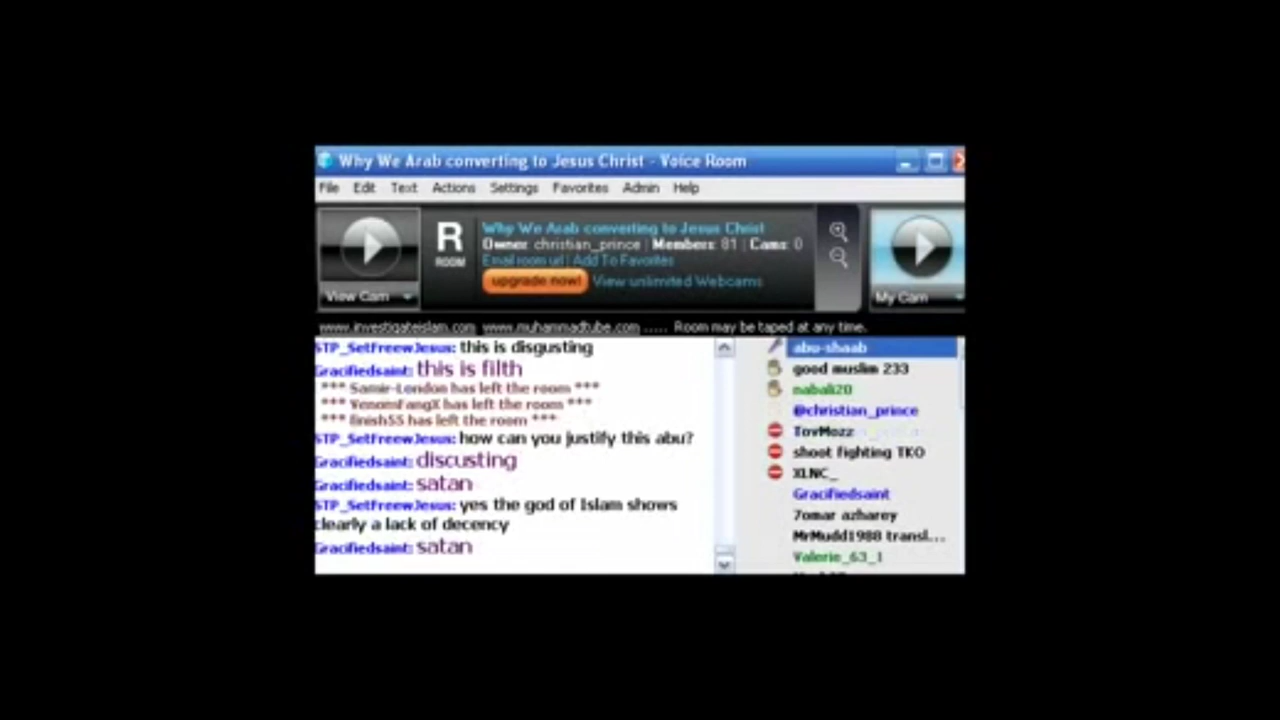 Why We Arab converting to Jesus Christ - Voice Room
File Edit Text Actions Settings Favorites Admin Help
R
ROOM
Why We Arab converting to Jesus Christ
Owner: christian_prince | Members: 81 | Cams: 0
Email room url | Add To Favorites
upgrade now! View unlimited Webcams
View Cam
My Cam
www.investigateislam.com www.muhammadtube.com ..... Room may be taped at any time.
STP_SetFreewJesus: this is disgusting
Gracifiedsaint: this is filth
*** Samir-London has left the room ***
*** VenomFangX has left the room ***
*** finish55 has left the room ***
STP_SetFreewJesus: how can you justify this abu?
Gracifiedsaint: discusting
Gracifiedsaint: satan
STP_SetFreewJesus: yes the god of Islam shows
clearly a lack of decency
Gracifiedsaint: satan
abu-shaab
good muslim 233
nabali20
@christian_prince
TovMozz
shoot fighting TKO
XLNC_
Gracifiedsaint
7omar azharey
MrMudd1988 transl...
Valerie_63_1